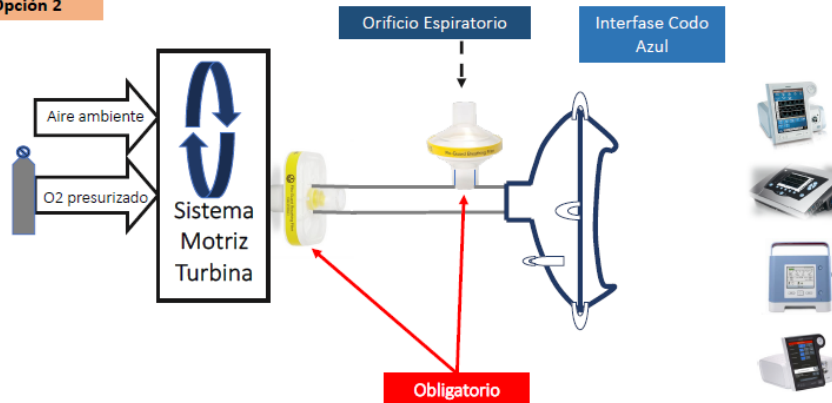 Opción 2
Orificio Espiratorio
Interfase Codo
Azul
Aire ambiente
O2 presurizado
Sistema
Motriz
Turbina
Obligatorio